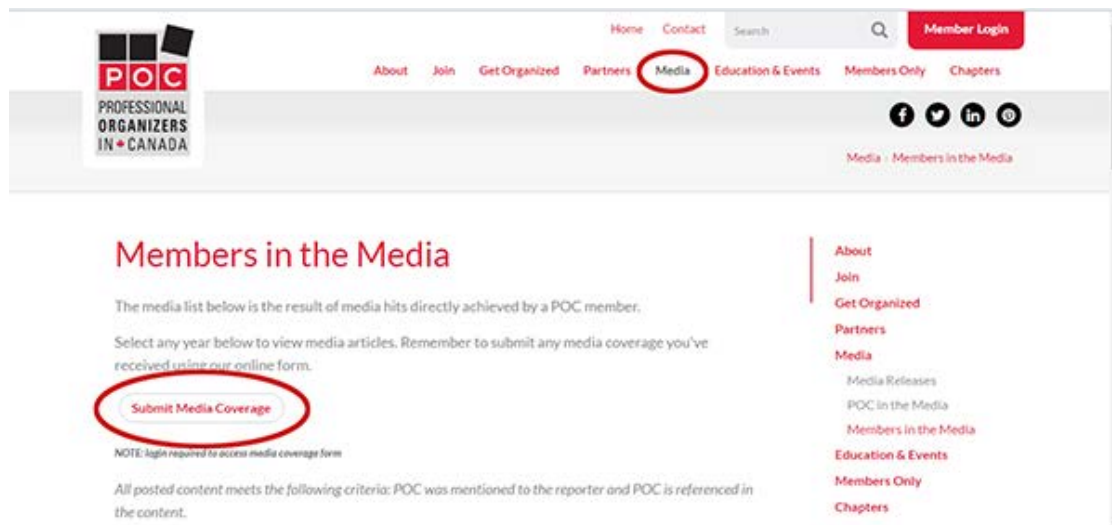 Home Contact Search Member Login
About Join Get Organized Partners Media Education & Events Members Only Chapters
POC
PROFESSIONAL
ORGANIZERS
IN CANADA
Media › Members in the Media
Members in the Media
The media list below is the result of media hits directly achieved by a POC member.
Select any year below to view media articles. Remember to submit any media coverage you've
received using our online form.
Submit Media Coverage
NOTE: login required to access media coverage form
All posted content meets the following criteria: POC was mentioned to the reporter and POC is referenced in
the content.
About
Join
Get Organized
Partners
Media
Media Releases
POC in the Media
Members in the Media
Education & Events
Members Only
Chapters